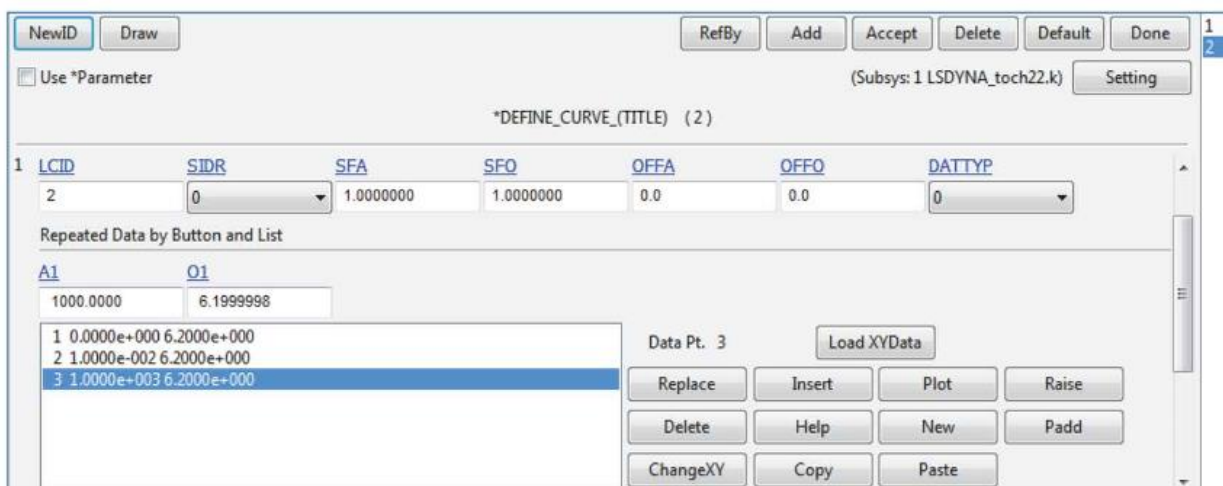 NewID Draw RefBy Add Accept Delete Default Done 1
2
Use *Parameter (Subsys: 1 LSDYNA_toch22.k) Setting
*DEFINE_CURVE_(TITLE) (2)
1 LCID SIDR SFA SFO OFFA OFFO DATTYP
2 0 1.0000000 1.0000000 0.0 0.0 0
Repeated Data by Button and List
A1 O1
1000.0000 6.1999998
1 0.0000e+000 6.2000e+000
2 1.0000e-002 6.2000e+000
3 1.0000e+003 6.2000e+000
Data Pt. 3 Load XYData
Replace Insert Plot Raise
Delete Help New Padd
ChangeXY Copy Paste